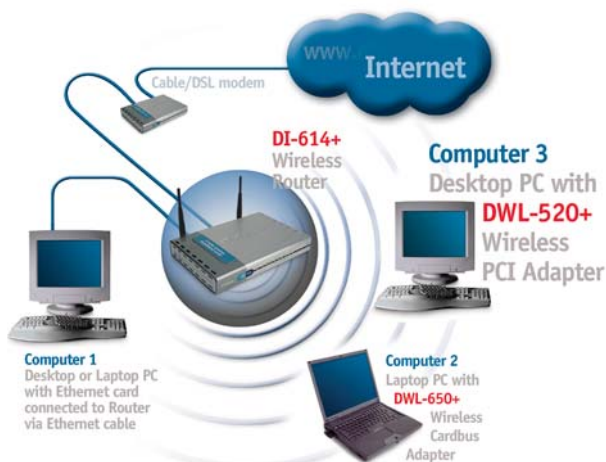 www.
Internet
Cable/DSL modem
DI-614+
Wireless
Router
Computer 3
Desktop PC with
DWL-520+
Wireless
PCI Adapter
Computer 1
Desktop or Laptop PC
with Ethernet card
connected to Router
via Ethernet cable
Computer 2
Laptop PC with
DWL-650+
Wireless
Cardbus
Adapter